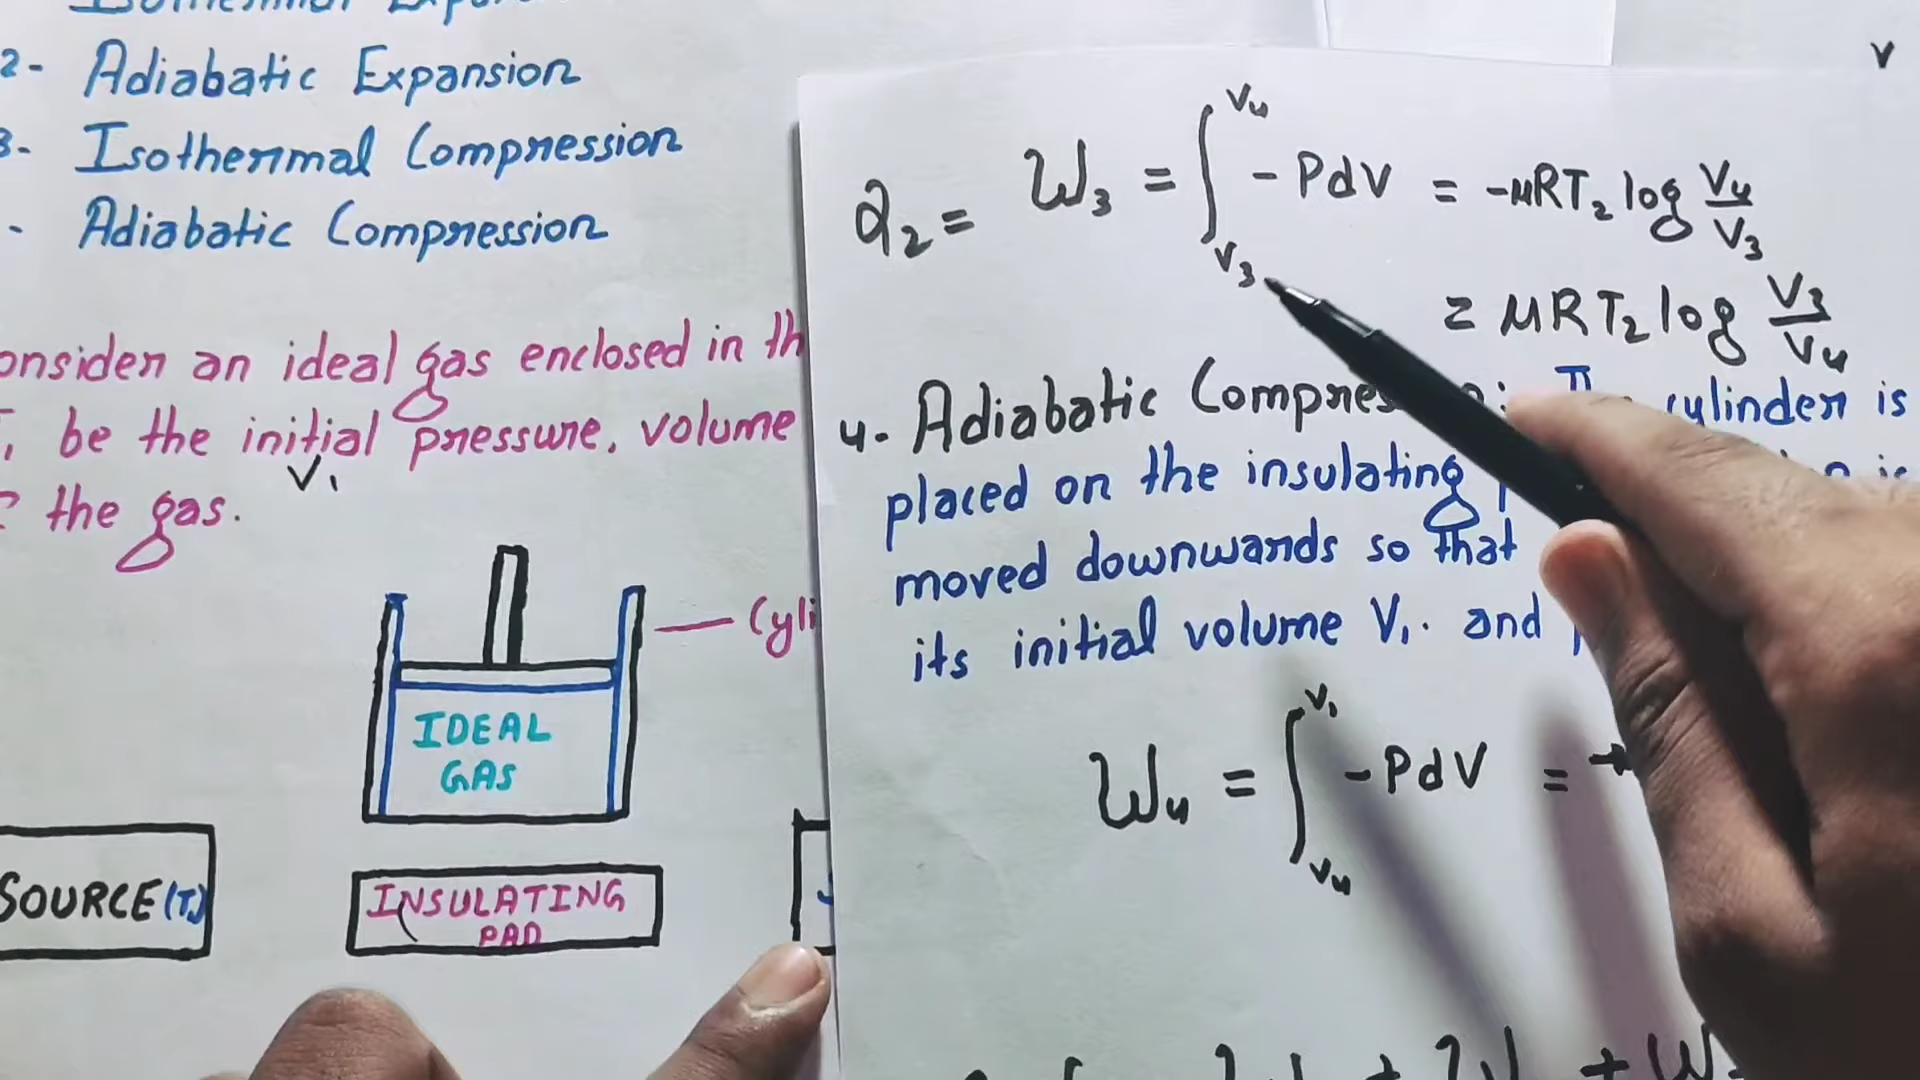 2- Adiabatic Expansion
3- Isothermal Compression
- Adiabatic Compression
onsider an ideal gas enclosed in th
T₁ be the initial pressure, volume
V₁
the gas.
Cyli
IDEAL
GAS
SOURCE (T₁)
INSULATING
PAD
V
Q₂ = W₃ = ∫_{V₃}^{V₄} - PdV = -μRT₂ log V₄/V₃
= μRT₂ log V₃/V₄
4. Adiabatic Compres : cylinder is
placed on the insulating
moved downwards so that
its initial volume V₁. and
W₄ = ∫_{V₄}^{V₁} - PdV =